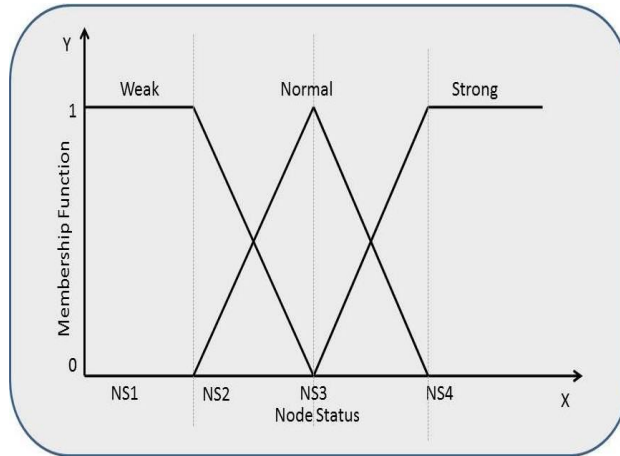 Y
Weak Normal Strong
1
Membership Function
0
NS1 NS2 NS3 NS4 X
Node Status